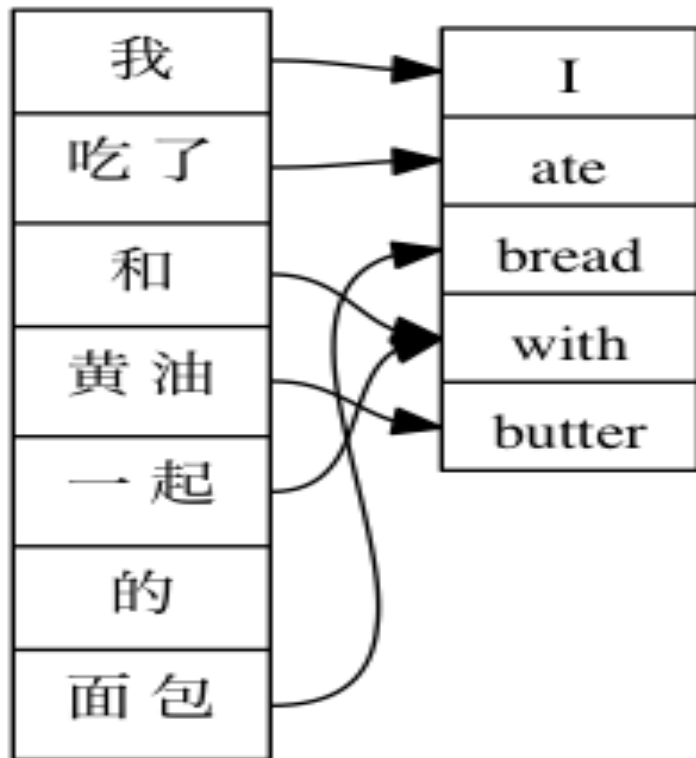 我
吃了
和
黄油
一起
的
面包
I
ate
bread
with
butter